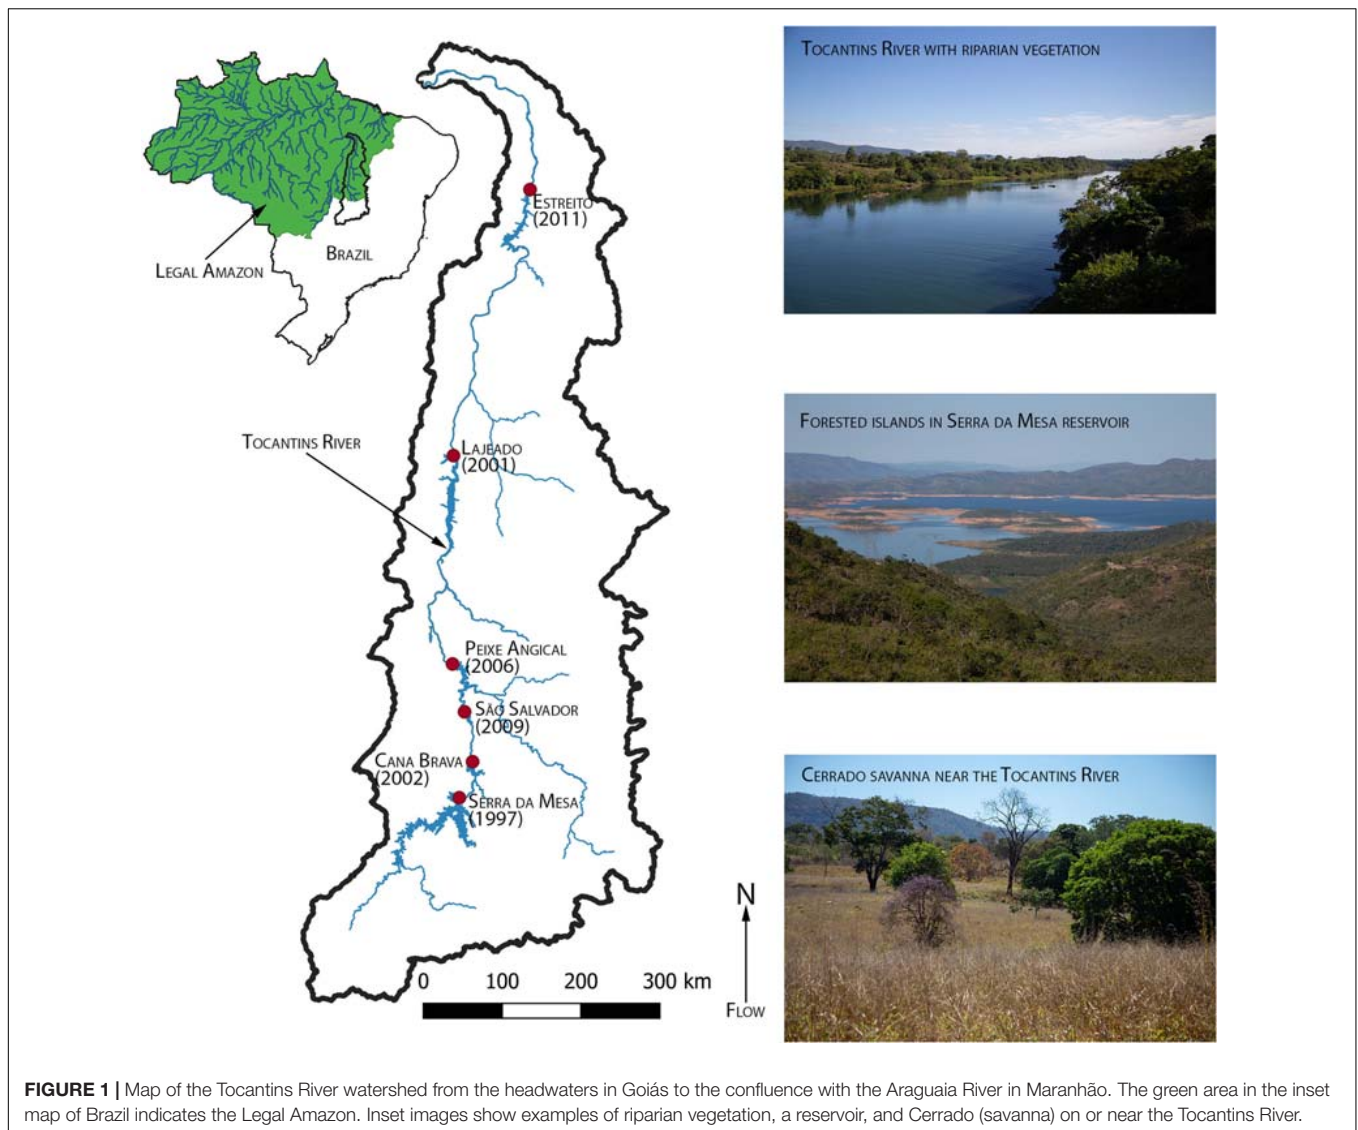 TOCANTINS RIVER WITH RIPARIAN VEGETATION
ESTREITO
(2011)
BRAZIL
LEGAL AMAZON
FORESTED ISLANDS IN SERRA DA MESA RESERVOIR
TOCANTINS RIVER
LAJEADO
(2001)
PEIXE ANGICAL
(2006)
SÃO SALVADOR
(2009)
CANA BRAVA
(2002)
SERRA DA MESA
(1997)
CERRADO SAVANNA NEAR THE TOCANTINS RIVER
N
FLOW
0 100 200 300 km
FIGURE 1 | Map of the Tocantins River watershed from the headwaters in Goiás to the confluence with the Araguaia River in Maranhão. The green area in the inset
map of Brazil indicates the Legal Amazon. Inset images show examples of riparian vegetation, a reservoir, and Cerrado (savanna) on or near the Tocantins River.